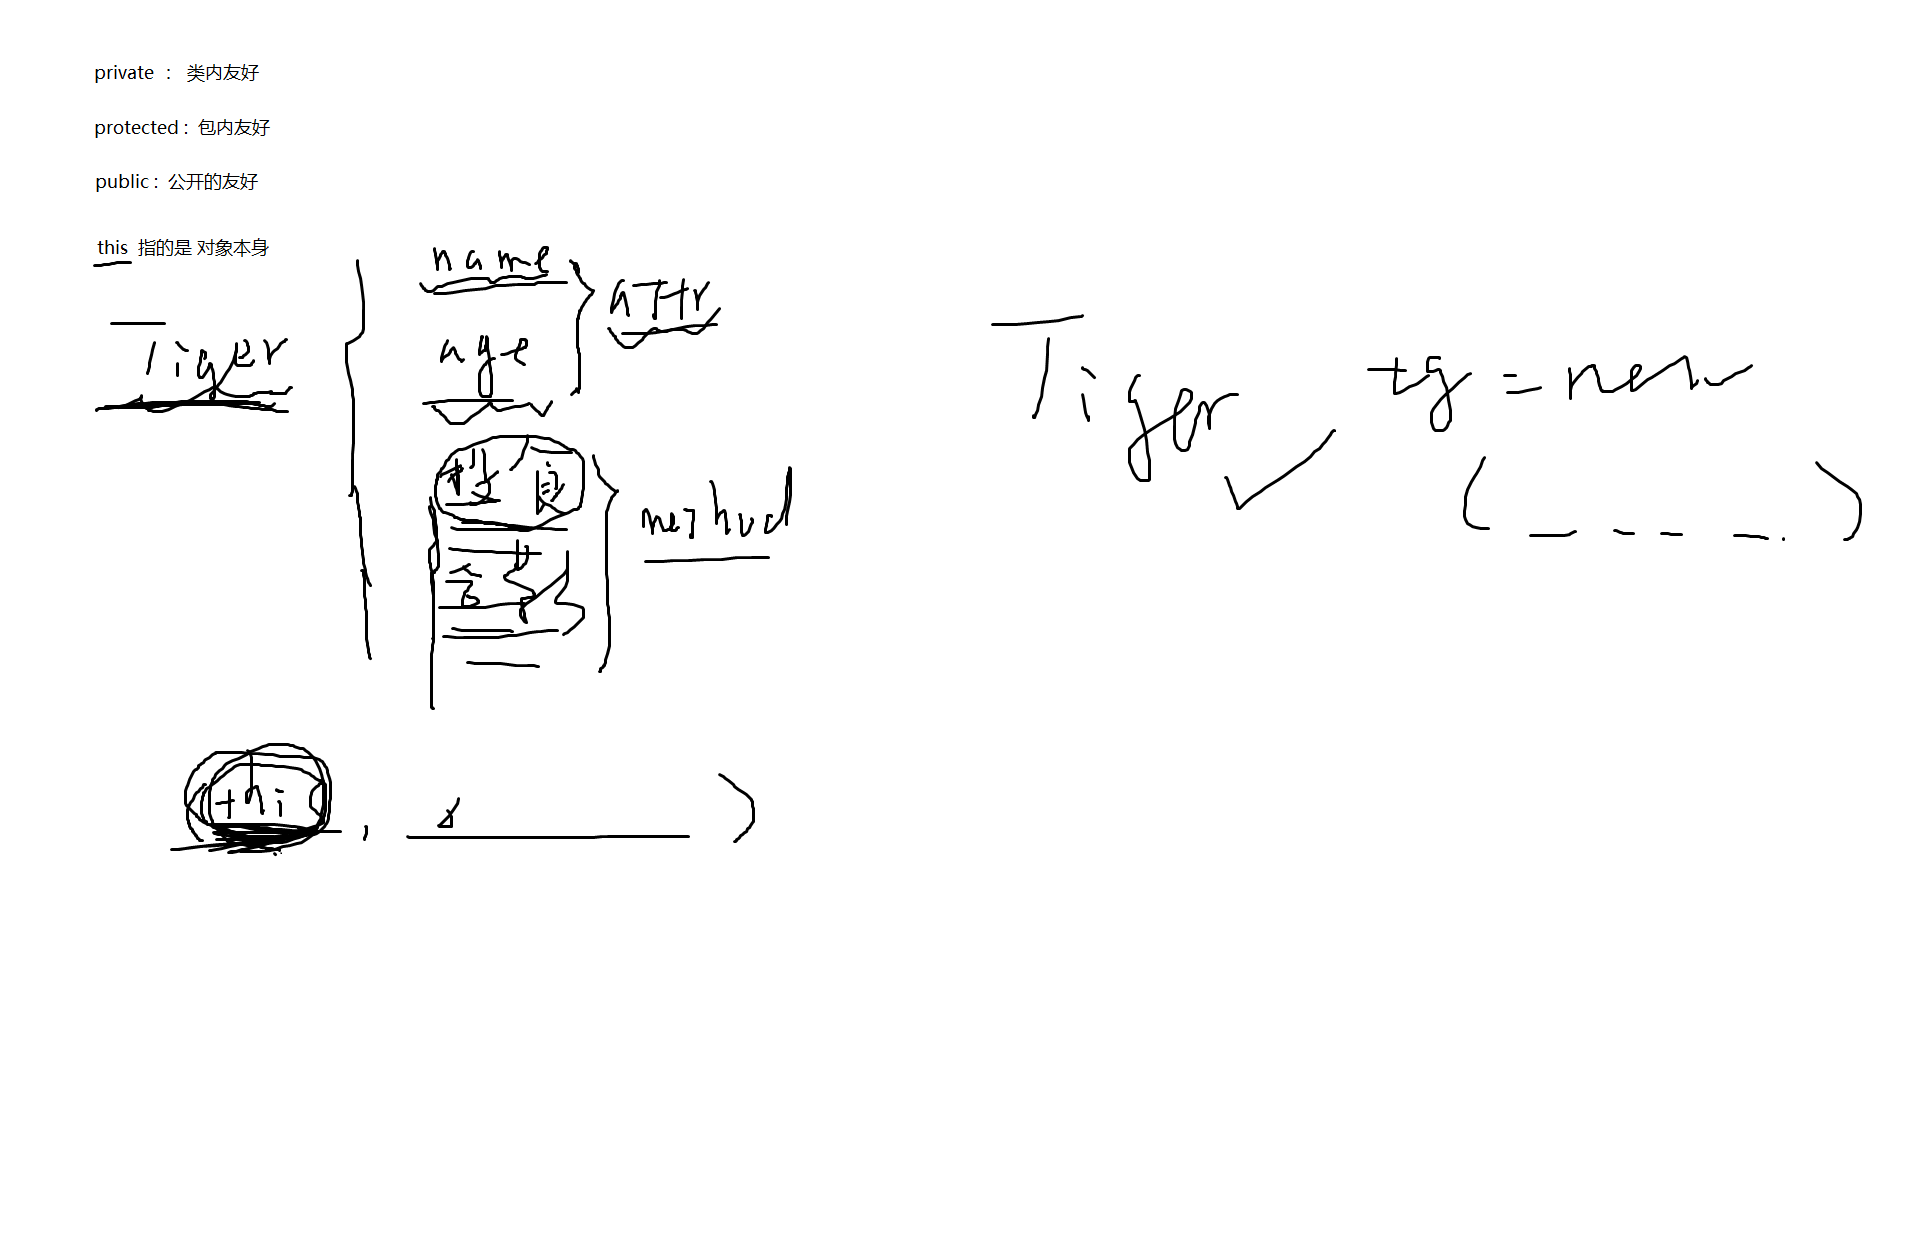 private ： 类内友好
protected : 包内友好
public : 公开的友好
this 指的是 对象本身
name
attr
age
Tiger
method
Tiger tg = new
( _ _ _ _ . )
thi